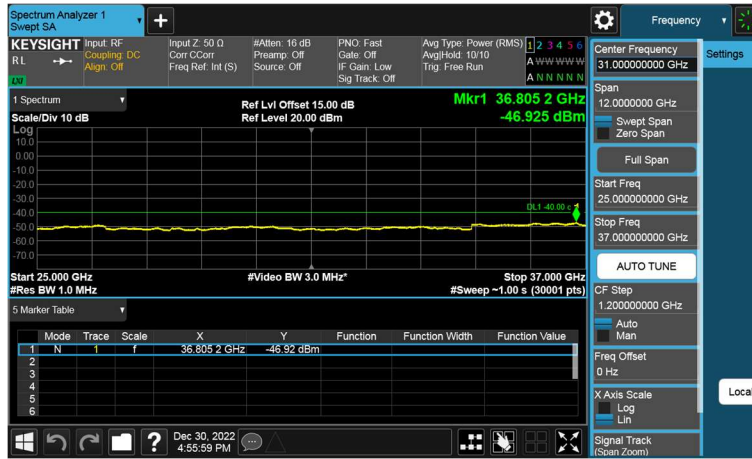 Spectrum Analyzer 1
Swept SA
Frequency
KEYSIGHT Input: RF Input Z: 50 Ω #Atten: 16 dB PNO: Fast Avg Type: Power (RMS) 1 2 3 4 5 6
RL Coupling: DC Corr CCorr Preamp: Off Gate: Off Avg|Hold: 10/10 A W W W W W
Align: Off Freq Ref: Int (S) Source: Off IF Gain: Low Trig: Free Run
Sig Track: Off A N N N N N
LXI
1 Spectrum
Ref Lvl Offset 15.00 dB Mkr1 36.805 2 GHz
Scale/Div 10 dB Ref Level 20.00 dBm -46.925 dBm
Log
10.0
0.00
-10.0
-20.0
-30.0
DL1 -40.00
-40.0
-50.0
-60.0
-70.0
Start 25.000 GHz #Video BW 3.0 MHz* Stop 37.000 GHz
#Res BW 1.0 MHz #Sweep ~1.00 s (30001 pts)
5 Marker Table
Mode Trace Scale X Y Function Function Width Function Value
1 N 1 f 36.805 2 GHz -46.92 dBm
2
3
4
5
6
Dec 30, 2022
4:55:59 PM
Center Frequency
31.000000000 GHz
Settings
Span
12.0000000 GHz
Swept Span
Zero Span
Full Span
Start Freq
25.000000000 GHz
Stop Freq
37.000000000 GHz
AUTO TUNE
CF Step
1.200000000 GHz
Auto
Man
Freq Offset
0 Hz
X Axis Scale
Local
Log
Lin
Signal Track
(Span Zoom)